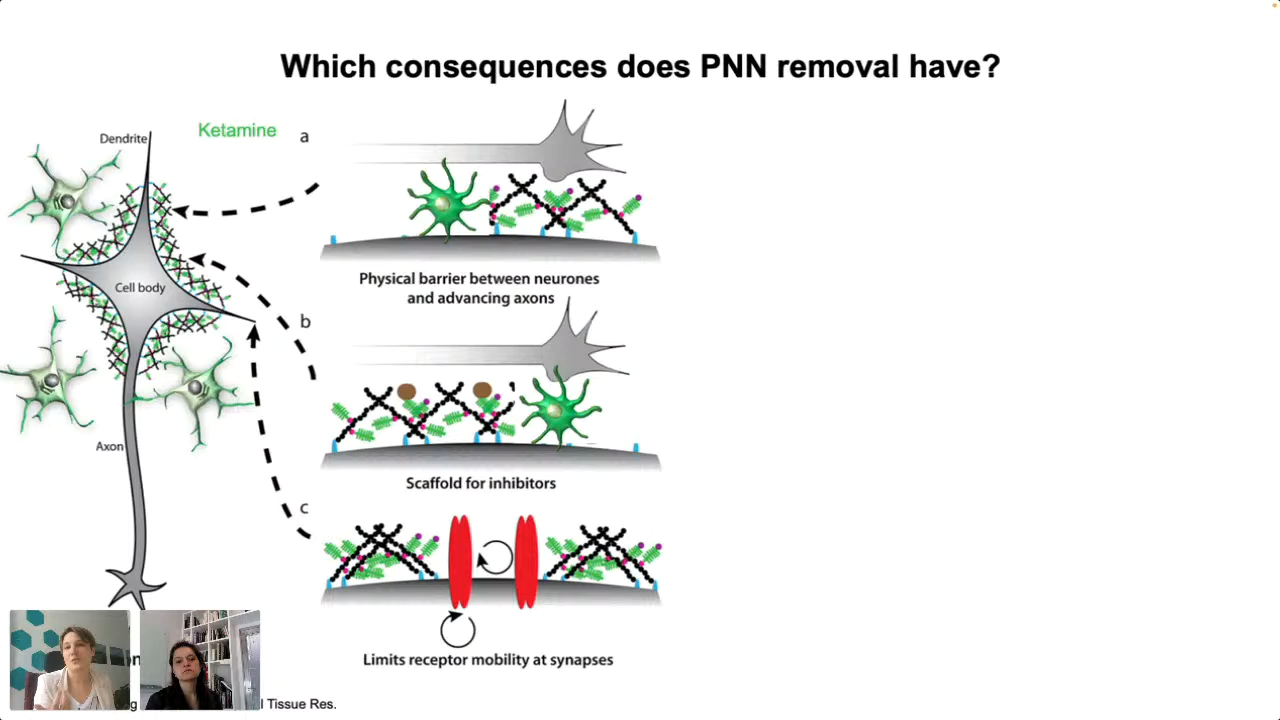 Which consequences does PNN removal have?
Dendrite
Ketamine
a
Cell body
Physical barrier between neurones
and advancing axons
b
Axon
Scaffold for inhibitors
c
Limits receptor mobility at synapses
Tissue Res.